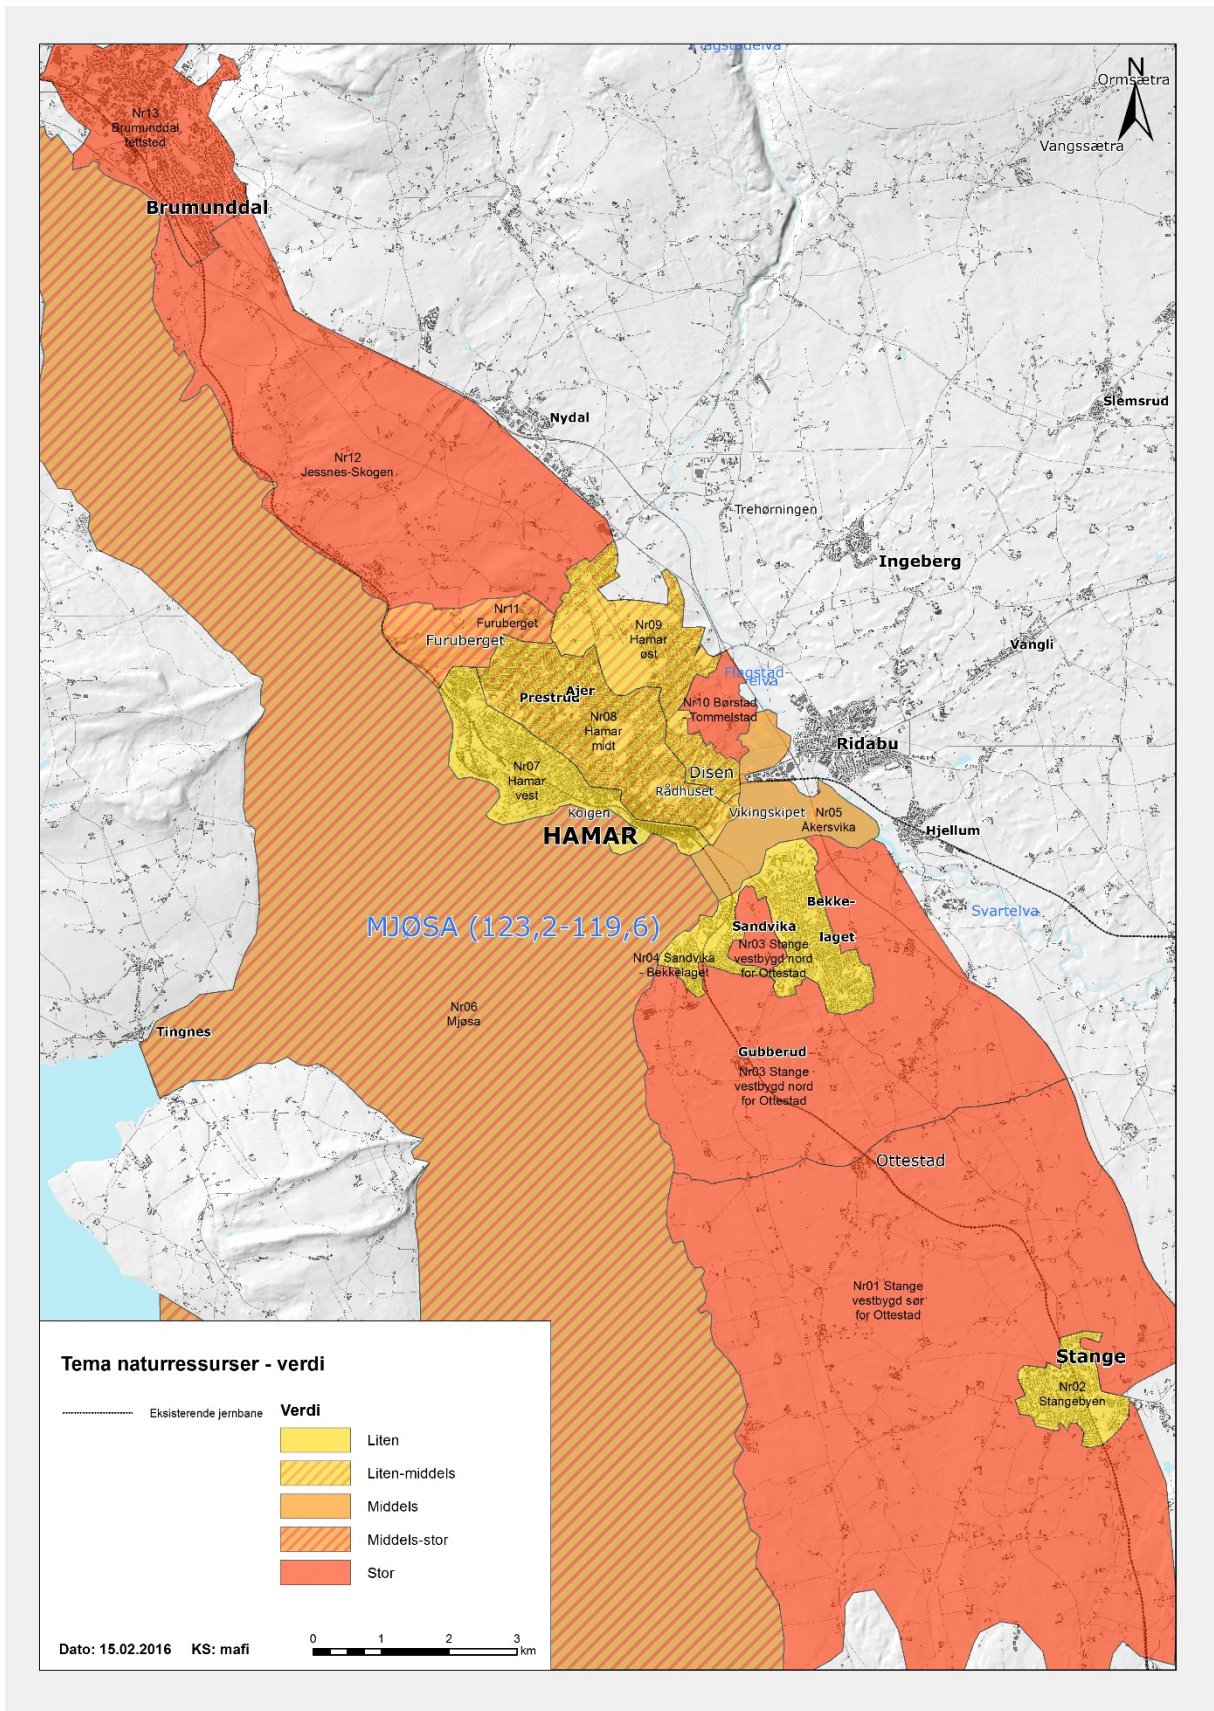 Flagstadelva
N
Ormsætra
Vangssætra
Nr13
Brumunddal
tettsted
Brumunddal
Slemsrud
Nydal
Nr12
Jessnes-Skogen
Trehørningen
Ingeberg
Nr11
Furuberget
Furuberget
Nr09
Hamar
øst
Vangli
Flagstad-
elva
Prestrud
Ajer
Nr10 Børstad
- Tommelstad
Nr08
Hamar
midt
Ridabu
Nr07
Hamar
vest
Disen
Rådhuset
Koigen
Vikingskipet
Nr05
Åkersvika
HAMAR
Hjellum
Bekke-
laget
Svartelva
MJØSA (123,2-119,6)
Sandvika
Nr03 Stange
vestbygd nord
for Ottestad
Nr04 Sandvika
- Bekkelaget
Nr06
Mjøsa
Tingnes
Gubberud
Nr03 Stange
vestbygd nord
for Ottestad
Ottestad
Nr01 Stange
vestbygd sør
for Ottestad
Stange
Nr02
Stangebyen
Tema naturressurser - verdi
Eksisterende jernbane
Verdi
Liten
Liten-middels
Middels
Middels-stor
Stor
Dato: 15.02.2016 KS: mafi
0 1 2 3
km